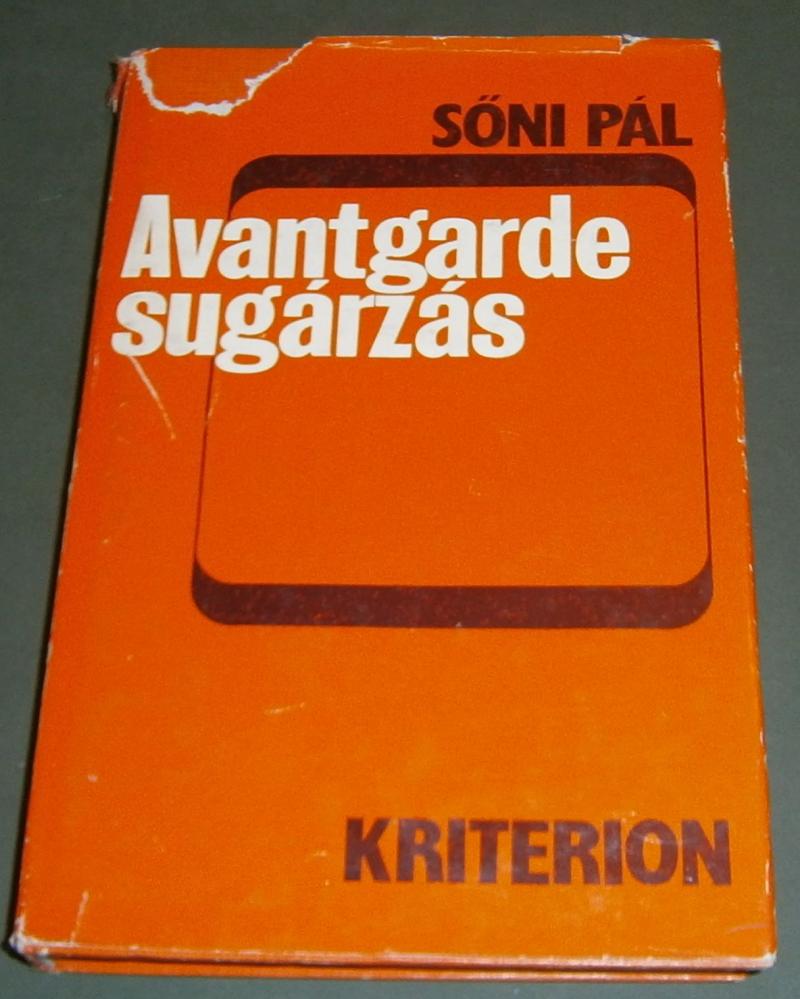 SŐNI PÁL
Avantgarde
sugárzás
KRITERION